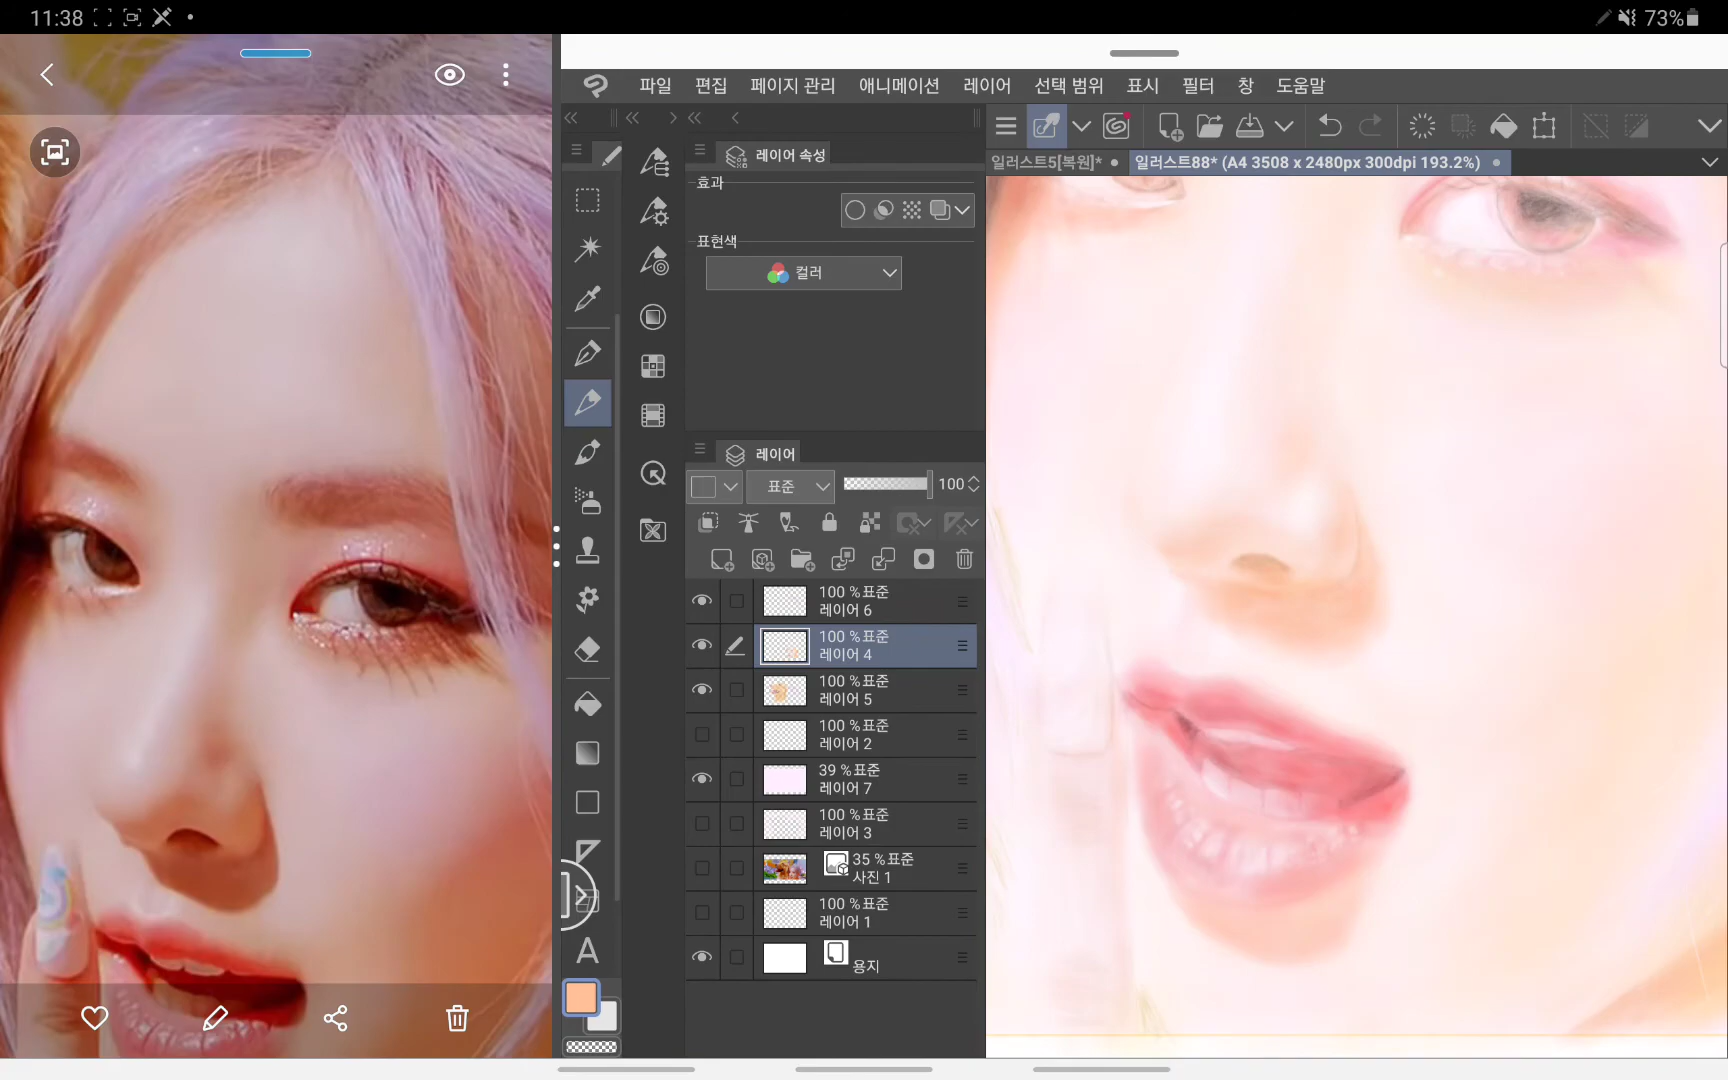 11:38
73%
파일 편집 페이지 관리 애니메이션 레이어 선택 범위 표시 필터 창 도움말
레이어 속성
일러스트5[복원]* 일러스트88* (A4 3508 x 2480px 300dpi 193.2%)
효과
표현색
컬러
레이어
표준 100
100 %표준
레이어 6
100 %표준
레이어 4
100 %표준
레이어 5
100 %표준
레이어 2
39 %표준
레이어 7
100 %표준
레이어 3
35 %표준
사진 1
100 %표준
레이어 1
용지
A